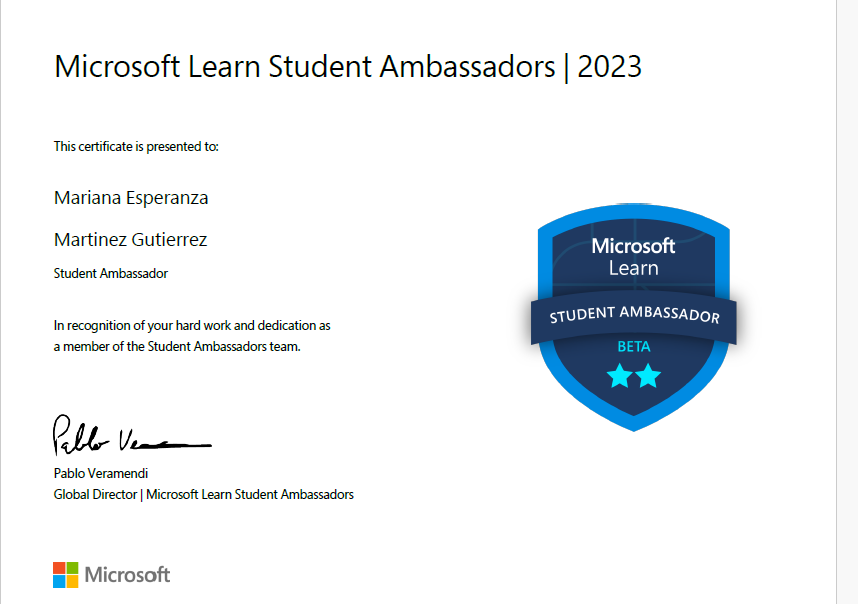 Microsoft Learn Student Ambassadors | 2023
This certificate is presented to:
Mariana Esperanza
Martinez Gutierrez
Student Ambassador
In recognition of your hard work and dedication as
a member of the Student Ambassadors team.
Microsoft
Learn
STUDENT AMBASSADOR
BETA
Pablo Vera
Pablo Veramendi
Global Director | Microsoft Learn Student Ambassadors
Microsoft